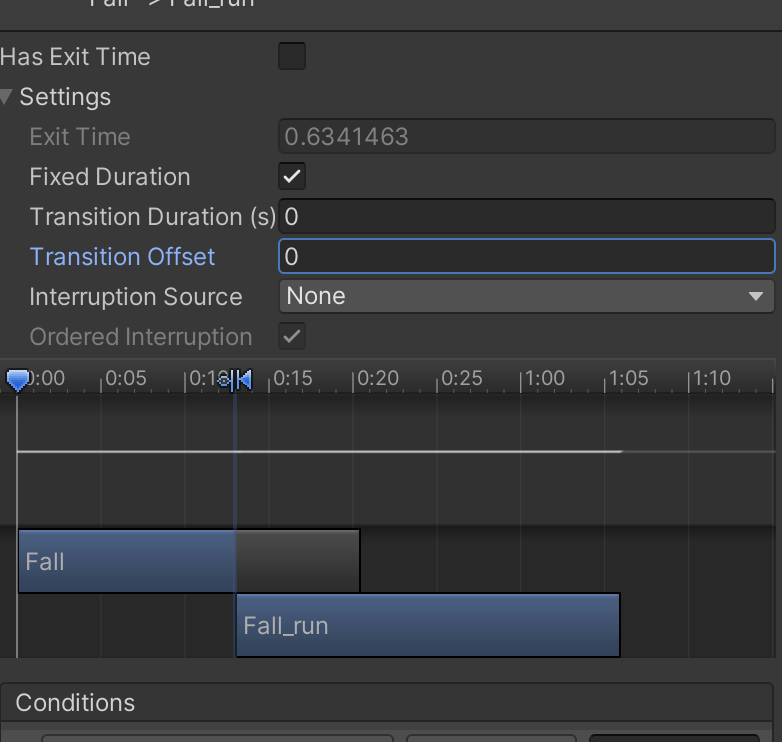 Fall -> Fall_run
Has Exit Time
Settings
Exit Time 0.6341463
Fixed Duration
Transition Duration (s) 0
Transition Offset 0
Interruption Source None
Ordered Interruption
0:00 0:05 0:10 0:15 0:20 0:25 1:00 1:05 1:10
Fall
Fall_run
Conditions